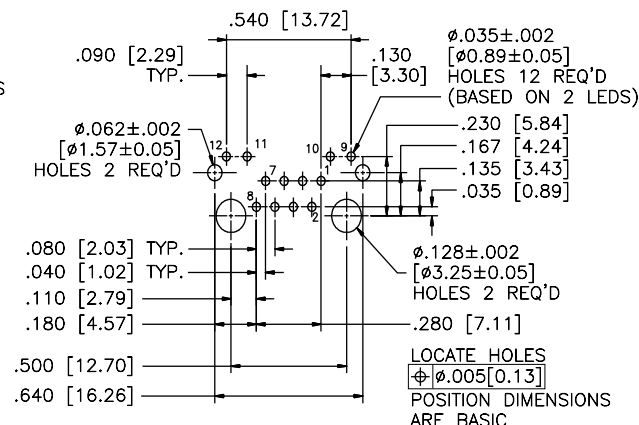 .540 [13.72]
.090 [2.29]
TYP.
.130
[3.30]
ø.035±.002
[ø0.89±0.05]
HOLES 12 REQ'D
(BASED ON 2 LEDS)
S
ø.062±.002
[ø1.57±0.05]
HOLES 2 REQ'D
12
11
10
9
7
1
8
2
.230 [5.84]
.167 [4.24]
.135 [3.43]
.035 [0.89]
.080 [2.03] TYP.
.040 [1.02] TYP.
.110 [2.79]
.180 [4.57]
.280 [7.11]
ø.128±.002
[ø3.25±0.05]
HOLES 2 REQ'D
.500 [12.70]
.640 [16.26]
LOCATE HOLES
⌖ ø.005[0.13]
POSITION DIMENSIONS
ARE BASIC